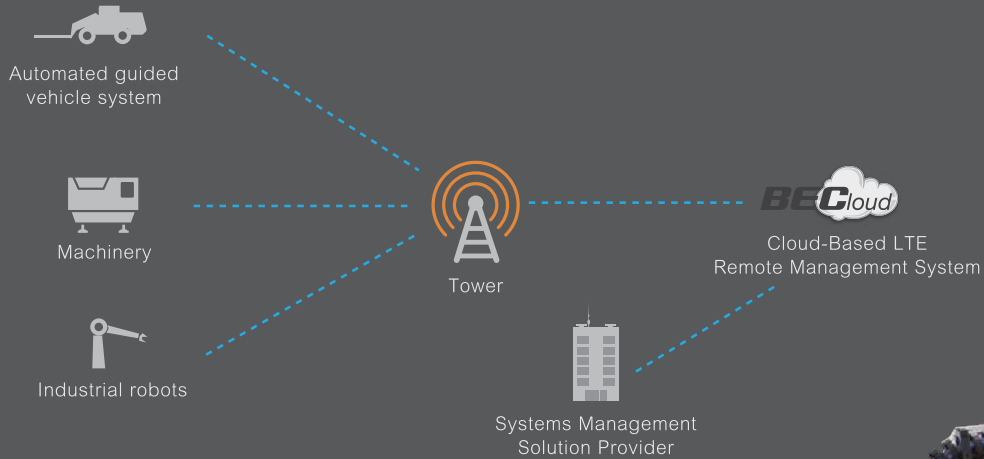 Automated guided
vehicle system
Machinery
Industrial robots
Tower
BECloud
Cloud-Based LTE
Remote Management System
Systems Management
Solution Provider